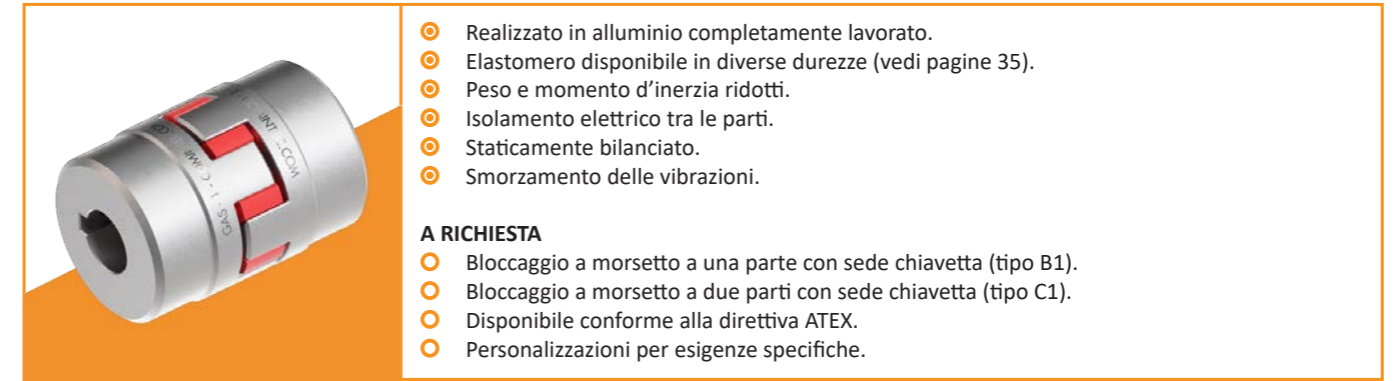 Realizzato in alluminio completamente lavorato.
Elastomero disponibile in diverse durezze (vedi pagine 35).
Peso e momento d’inerzia ridotti.
Isolamento elettrico tra le parti.
Staticamente bilanciato.
Smorzamento delle vibrazioni.
A RICHIESTA
Bloccaggio a morsetto a una parte con sede chiavetta (tipo B1).
Bloccaggio a morsetto a due parti con sede chiavetta (tipo C1).
Disponibile conforme alla direttiva ATEX.
Personalizzazioni per esigenze specifiche.